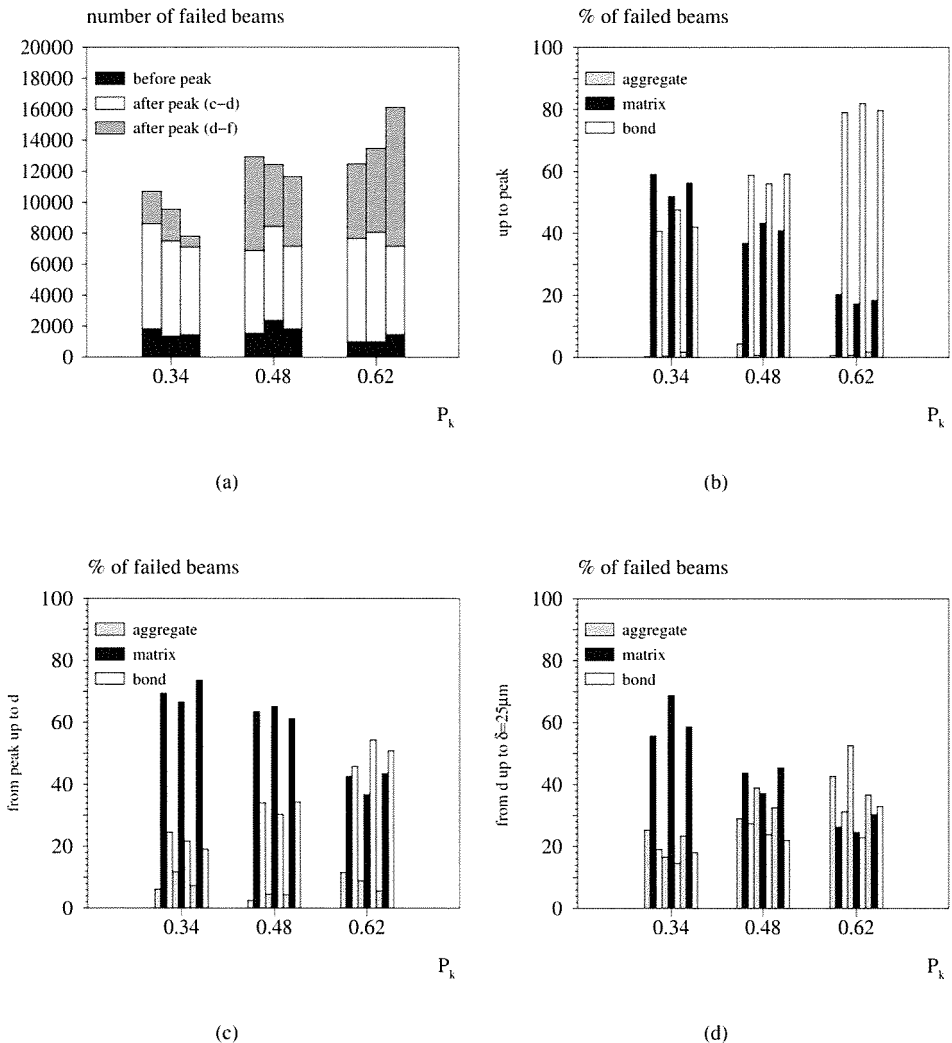 number of failed beams
20000
18000
16000
14000
12000
10000
8000
6000
4000
2000
0
before peak
after peak (c-d)
after peak (d-f)
0.34 0.48 0.62
P_k
(a)
% of failed beams
up to peak
100
80
60
40
20
0
aggregate
matrix
bond
0.34 0.48 0.62
P_k
(b)
% of failed beams
from peak up to d
100
80
60
40
20
0
aggregate
matrix
bond
0.34 0.48 0.62
P_k
(c)
% of failed beams
from d up to δ=25μm
100
80
60
40
20
0
aggregate
matrix
bond
0.34 0.48 0.62
P_k
(d)